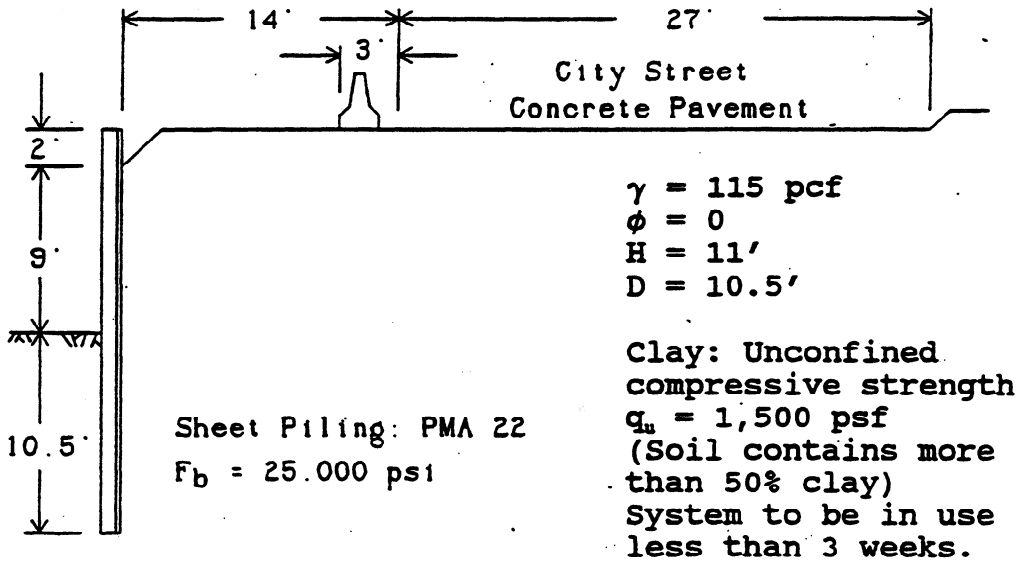 14'
27'
3'
City Street
Concrete Pavement
2'
9'
10.5'
γ = 115 pcf
ϕ = 0
H = 11′
D = 10.5′
Clay: Unconfined
compressive strength
qᵤ = 1,500 psf
(Soil contains more
than 50% clay)
System to be in use
less than 3 weeks.
Sheet Piling: PMA 22
F_b = 25.000 psi